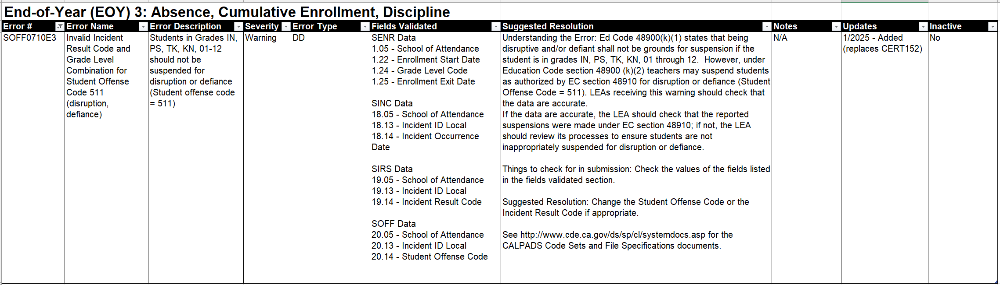 End-of-Year (EOY) 3: Absence, Cumulative Enrollment, Discipline
Error #
Error Name
Error Description
Severity
Error Type
Fields Validated
Suggested Resolution
Notes
Updates
Inactive
SOFF0710E3
Invalid Incident
Result Code and
Grade Level
Combination for
Student Offense
Code 511
(disruption,
defiance)
Students in Grades IN,
PS, TK, KN, 01-12
should not be
suspended for
disruption or defiance
(Student offense code
= 511)
Warning
DD
SENR Data
1.05 - School of Attendance
1.22 - Enrollment Start Date
1.24 - Grade Level Code
1.25 - Enrollment Exit Date
SINC Data
18.05 - School of Attendance
18.13 - Incident ID Local
18.14 - Incident Occurrence
Date
SIRS Data
19.05 - School of Attendance
19.13 - Incident ID Local
19.14 - Incident Result Code
SOFF Data
20.05 - School of Attendance
20.13 - Incident ID Local
20.14 - Student Offense Code
Understanding the Error: Ed Code 48900(k)(1) states that being
disruptive and/or defiant shall not be grounds for suspension if the
student is in grades IN, PS, TK, KN, 01 through 12.  However, under
Education Code section 48900 (k)(2) teachers may suspend students
as authorized by EC section 48910 for disruption or defiance (Student
Offense Code = 511). LEAs receiving this warning should check that
the data are accurate.
If the data are accurate, the LEA should check that the reported
suspensions were made under EC section 48910; if not, the LEA
should review its processes to ensure students are not
inappropriately suspended for disruption or defiance.
Things to check for in submission: Check the values of the fields listed
in the fields validated section.
Suggested Resolution: Change the Student Offense Code or the
Incident Result Code if appropriate.
See http://www.cde.ca.gov/ds/sp/cl/systemdocs.asp for the
CALPADS Code Sets and File Specifications documents.
N/A
1/2025 - Added
(replaces CERT152)
No